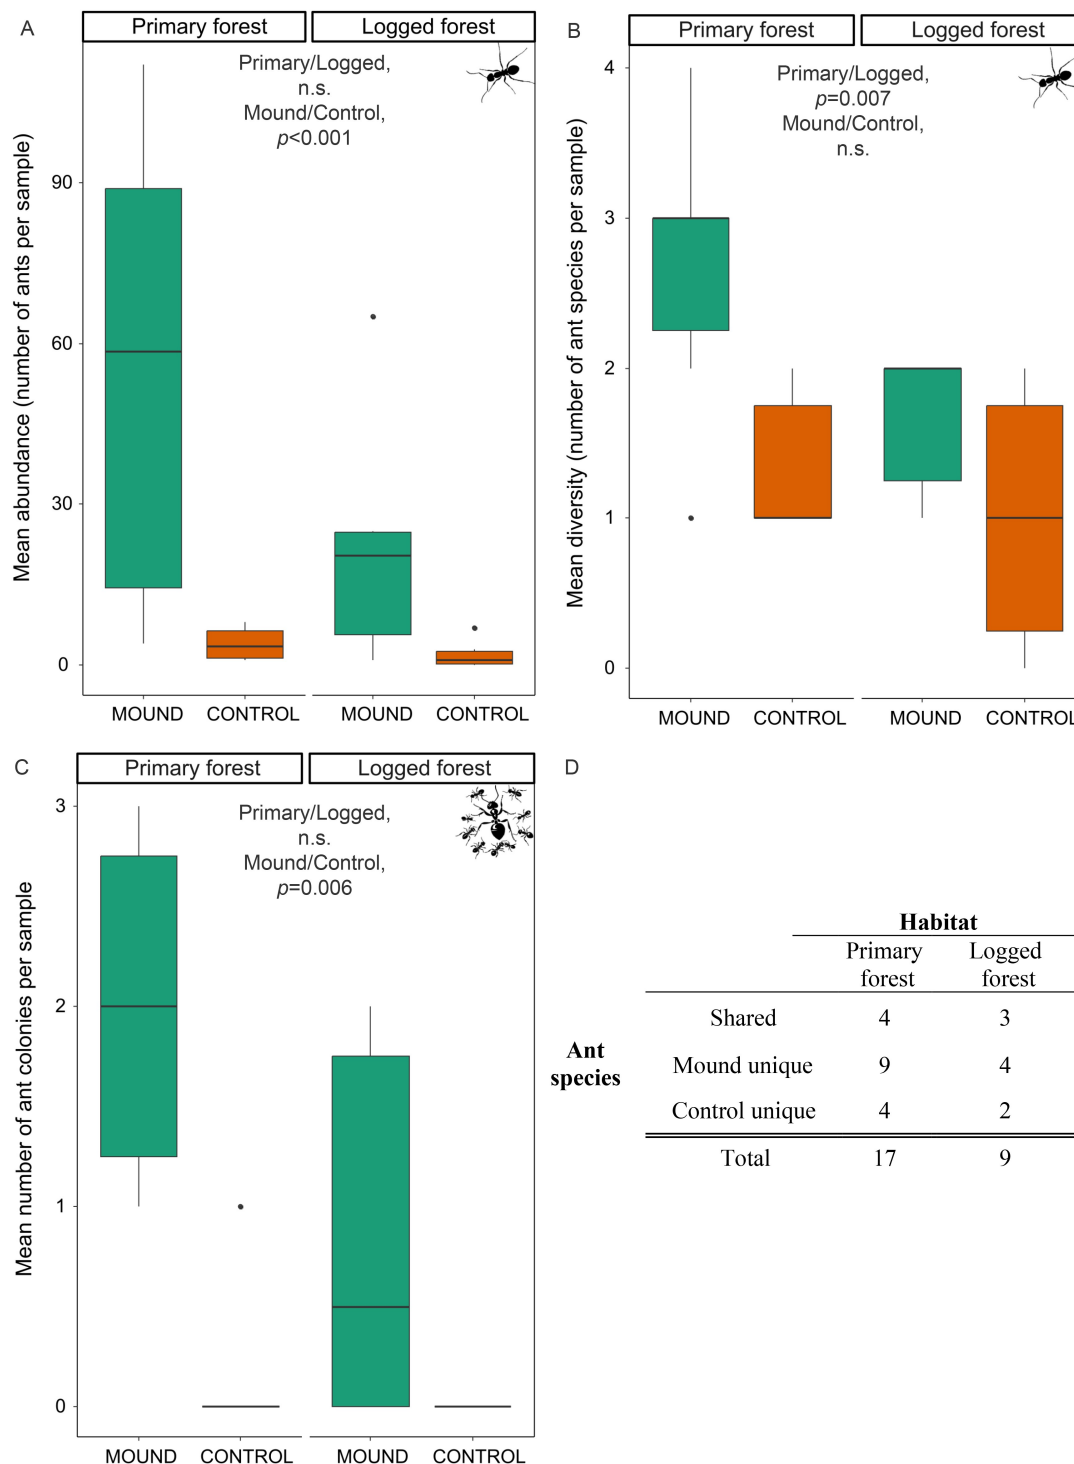 A
Primary forest
Logged forest
Primary/Logged,
n.s.
Mound/Control,
p<0.001
Mean abundance (number of ants per sample)
90
60
30
0
MOUND
CONTROL
MOUND
CONTROL
B
Primary forest
Logged forest
Primary/Logged,
p=0.007
Mound/Control,
n.s.
Mean diversity (number of ant species per sample)
4
3
2
1
0
MOUND
CONTROL
MOUND
CONTROL
C
Primary forest
Logged forest
Primary/Logged,
n.s.
Mound/Control,
p=0.006
Mean number of ant colonies per sample
3
2
1
0
MOUND
CONTROL
MOUND
CONTROL
D
Habitat
Primary forest
Logged forest
Ant species
Shared 4 3
Mound unique 9 4
Control unique 4 2
Total 17 9